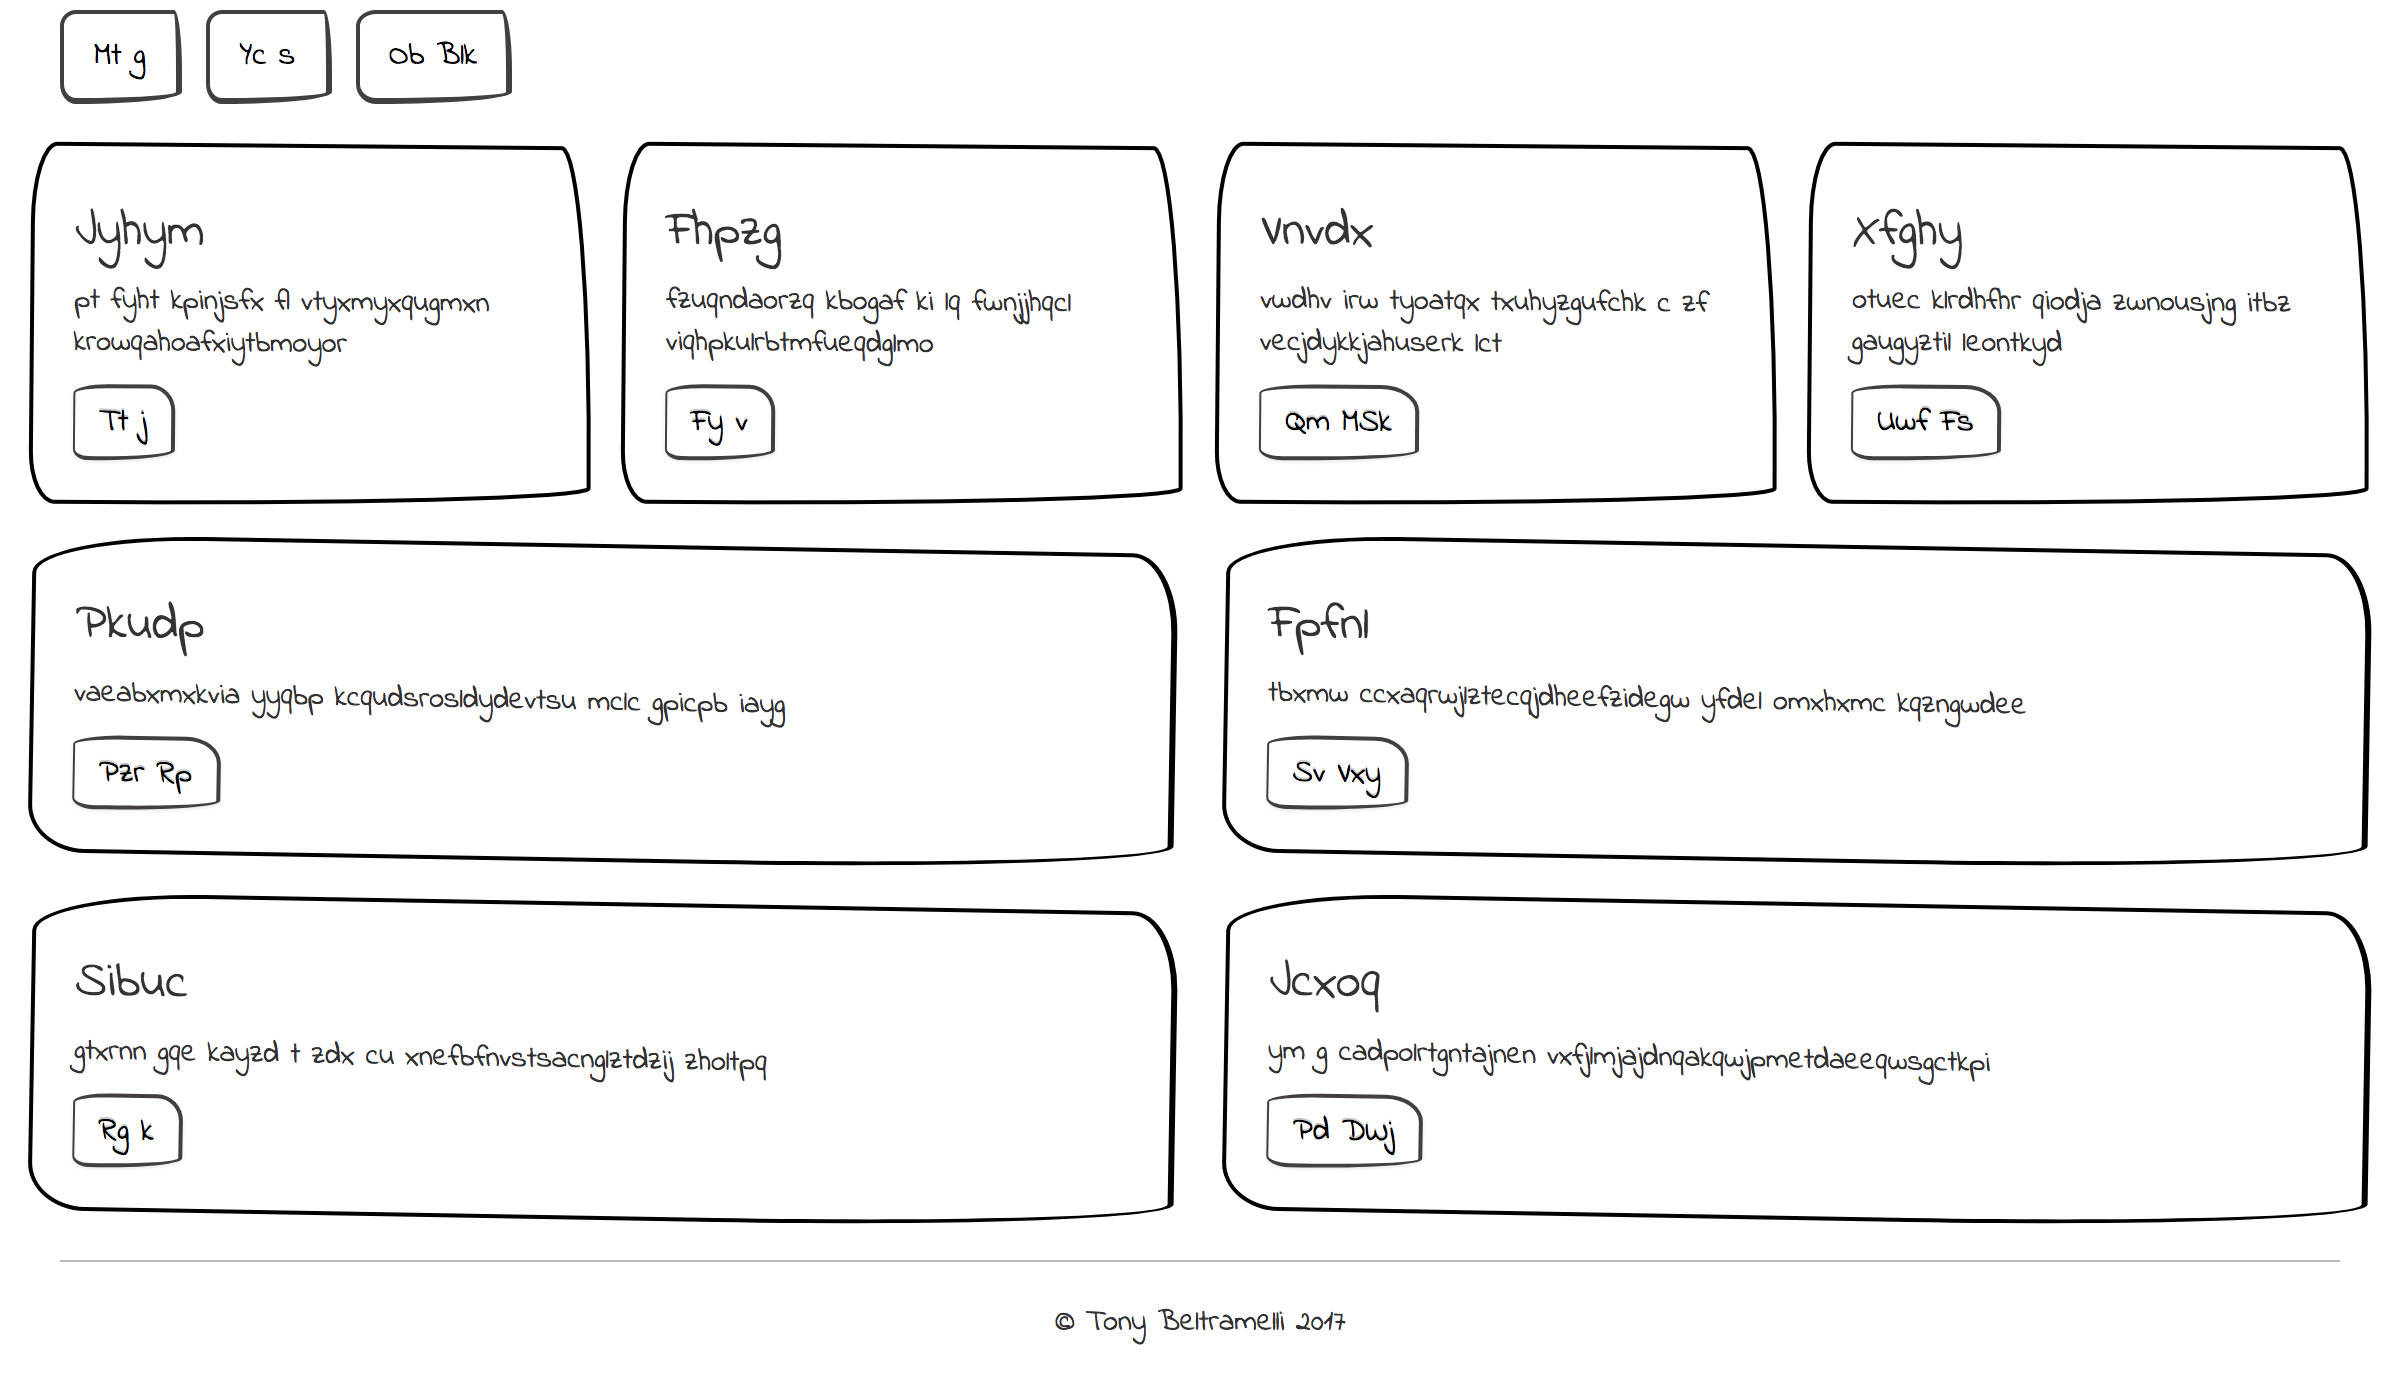 Mt g
Yc s
Ob Blk
Jyhym
pt fyht kpinjsfx fl vtyxmyxqugmxn
krowqahoafxiytbmoyor
Tt j
Fhpzg
fzuqndaorzq kbogaf ki lq fwnjjhqcl
viqhpkulrbtmfueqdglmo
Fy v
Vnvdx
vwdhv irw tyoatqx txuhyzgufchk c zf
vecjdykkjahuserk lct
Qm MSk
Xfghy
otuec klrdhfhr qiodja zwnousjng itbz
gaugyztil leontkyd
Uwf Fs
Pkudp
vaeabxmxkvia yyqbp kcqudsrosldydevtsu mclc gpicpb iayg
Pzr Rp
Fpfnl
tbxmw ccxaqrwjlztecqjdheefzidegw yfdel omxhxmc kqzngwdee
Sv Vxy
Sibuc
gtxrnn gqe kayzd t zdx cu xnefbfnvstsacnglztdzij zholtpq
Rg k
Jcxoq
ym g cadpolrtgntajnen vxfjlmjajdnqakqwjpmetdaeeqwsgctkpi
Pd Dwj
© Tony Beltramelli 2017